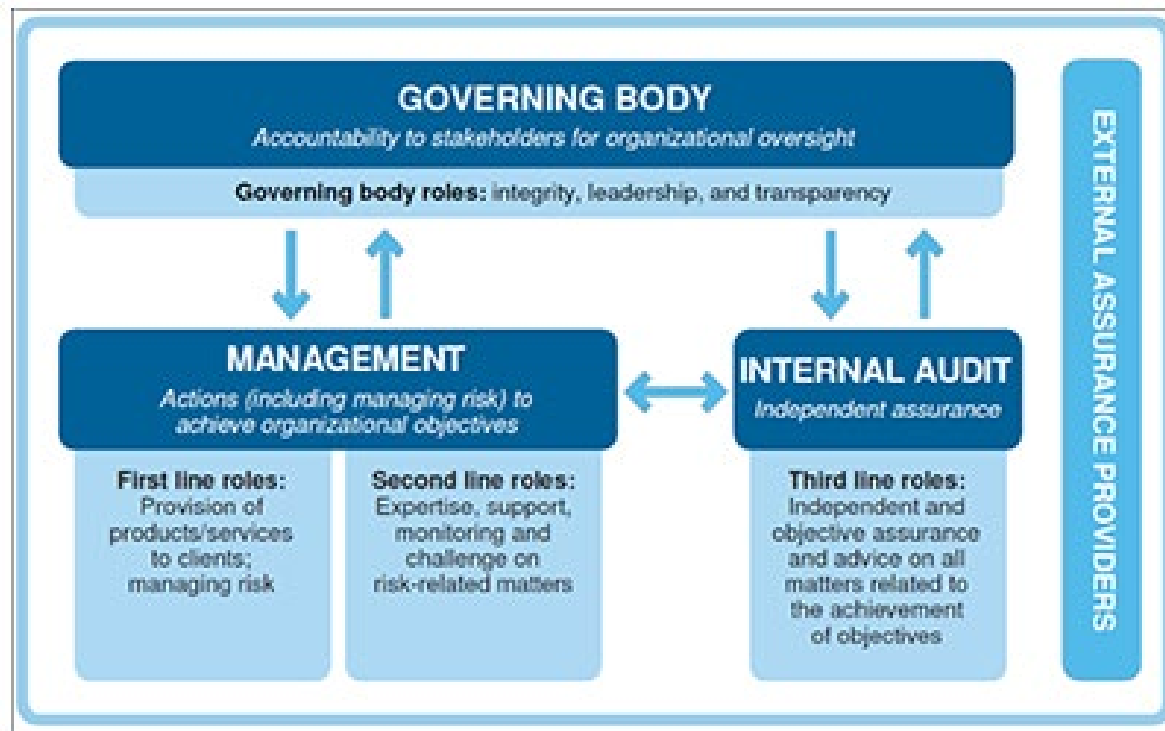 GOVERNING BODY
Accountability to stakeholders for organizational oversight
Governing body roles: integrity, leadership, and transparency
MANAGEMENT
Actions (including managing risk) to
achieve organizational objectives
First line roles:
Provision of
products/services
to clients;
managing risk
Second line roles:
Expertise, support,
monitoring and
challenge on
risk-related matters
INTERNAL AUDIT
Independent assurance
Third line roles:
Independent and
objective assurance
and advice on all
matters related to
the achievement
of objectives
EXTERNAL ASSURANCE PROVIDERS